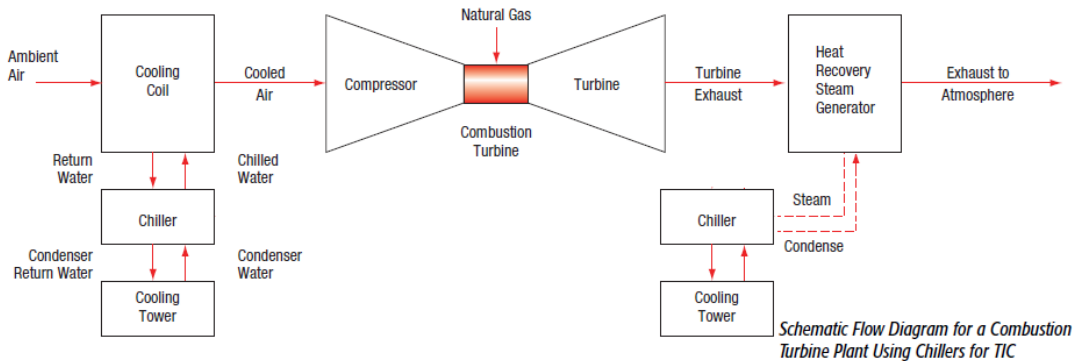 Natural Gas
Ambient
Air
Cooling
Coil
Cooled
Air
Compressor
Turbine
Combustion
Turbine
Turbine
Exhaust
Heat
Recovery
Steam
Generator
Exhaust to
Atmosphere
Return
Water
Chilled
Water
Chiller
Condenser
Return Water
Condenser
Water
Cooling
Tower
Chiller
Steam
Condense
Cooling
Tower
Schematic Flow Diagram for a Combustion
Turbine Plant Using Chillers for TIC